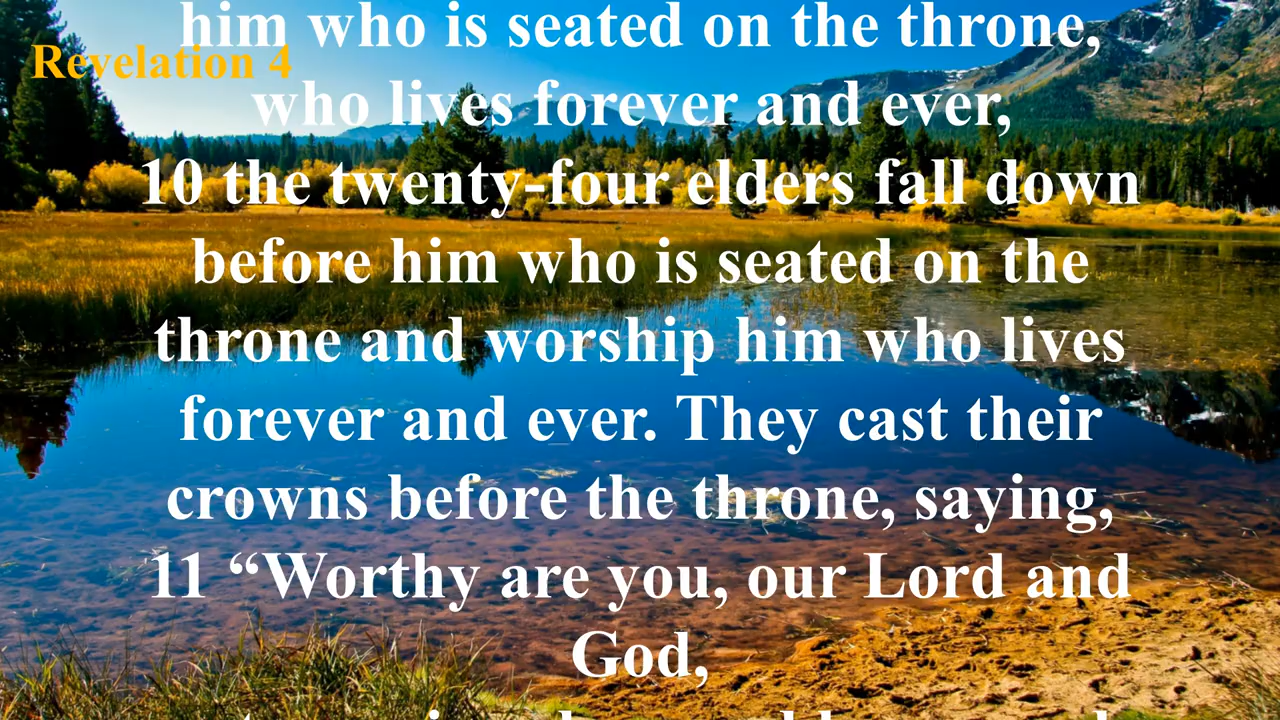 him who is seated on the throne,
Revelation 4
who lives forever and ever,
10 the twenty-four elders fall down
before him who is seated on the
throne and worship him who lives
forever and ever. They cast their
crowns before the throne, saying,
11 “Worthy are you, our Lord and
God,